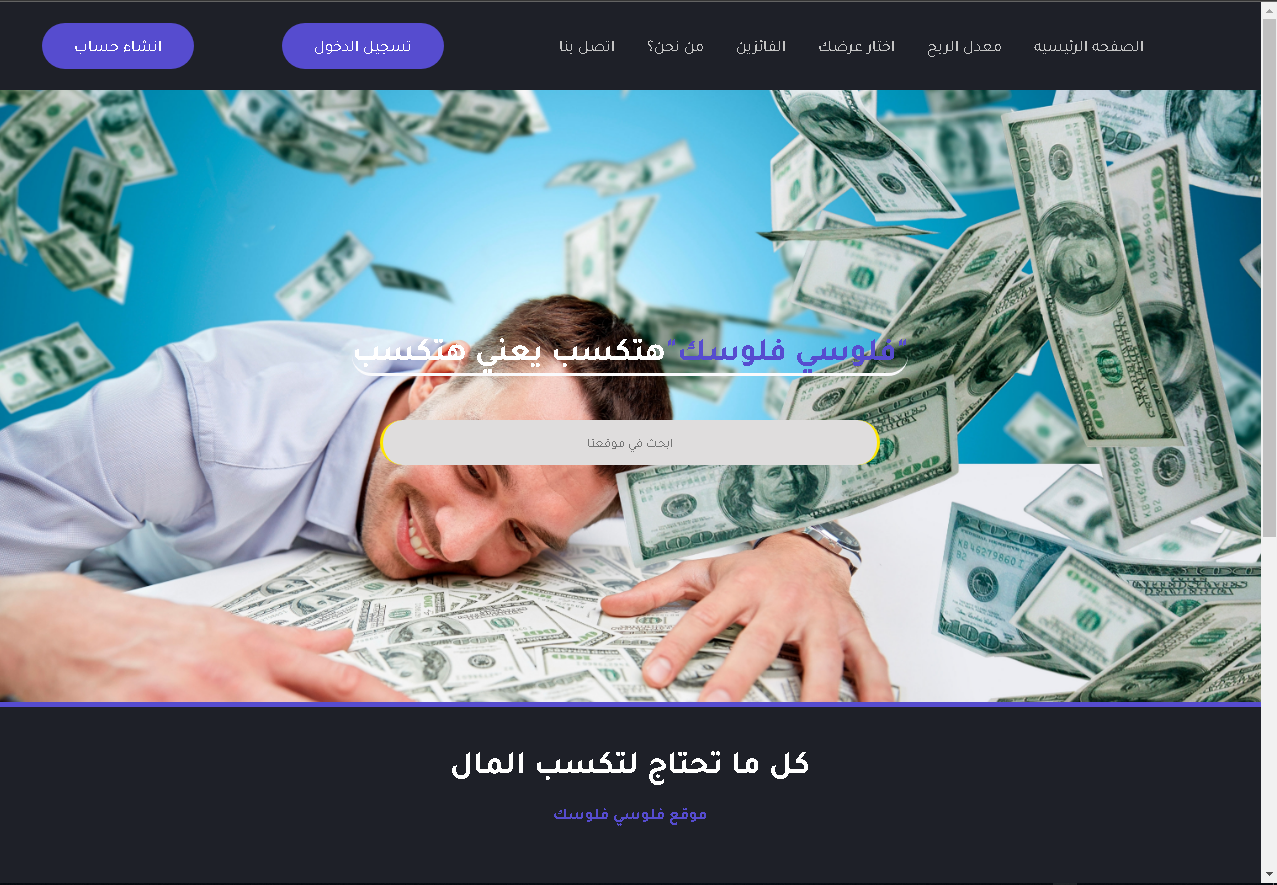 الصفحه الرئيسيه معدل الربح اختار عرضك الفائزين من نحن؟ اتصل بنا تسجيل الدخول انشاء حساب
"فلوسي فلوسك"هتكسب يعني هتكسب
ابحث في موقعنا
كل ما تحتاج لتكسب المال
موقع فلوسي فلوسك